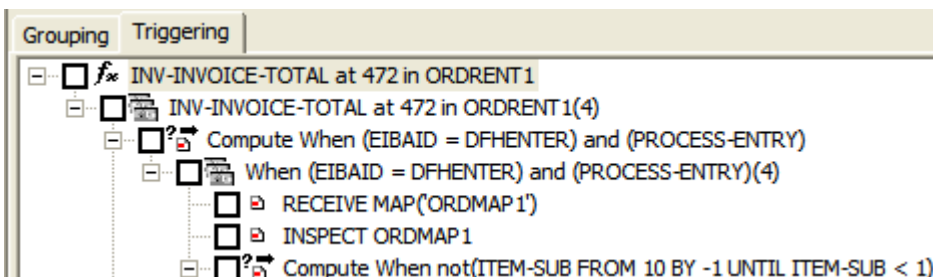 Grouping Triggering
fx INV-INVOICE-TOTAL at 472 in ORDRENT1
INV-INVOICE-TOTAL at 472 in ORDRENT1(4)
? Compute When (EIBAID = DFHENTER) and (PROCESS-ENTRY)
When (EIBAID = DFHENTER) and (PROCESS-ENTRY)(4)
RECEIVE MAP('ORDMAP1')
INSPECT ORDMAP1
? Compute When not(ITEM-SUB FROM 10 BY -1 UNTIL ITEM-SUB < 1)